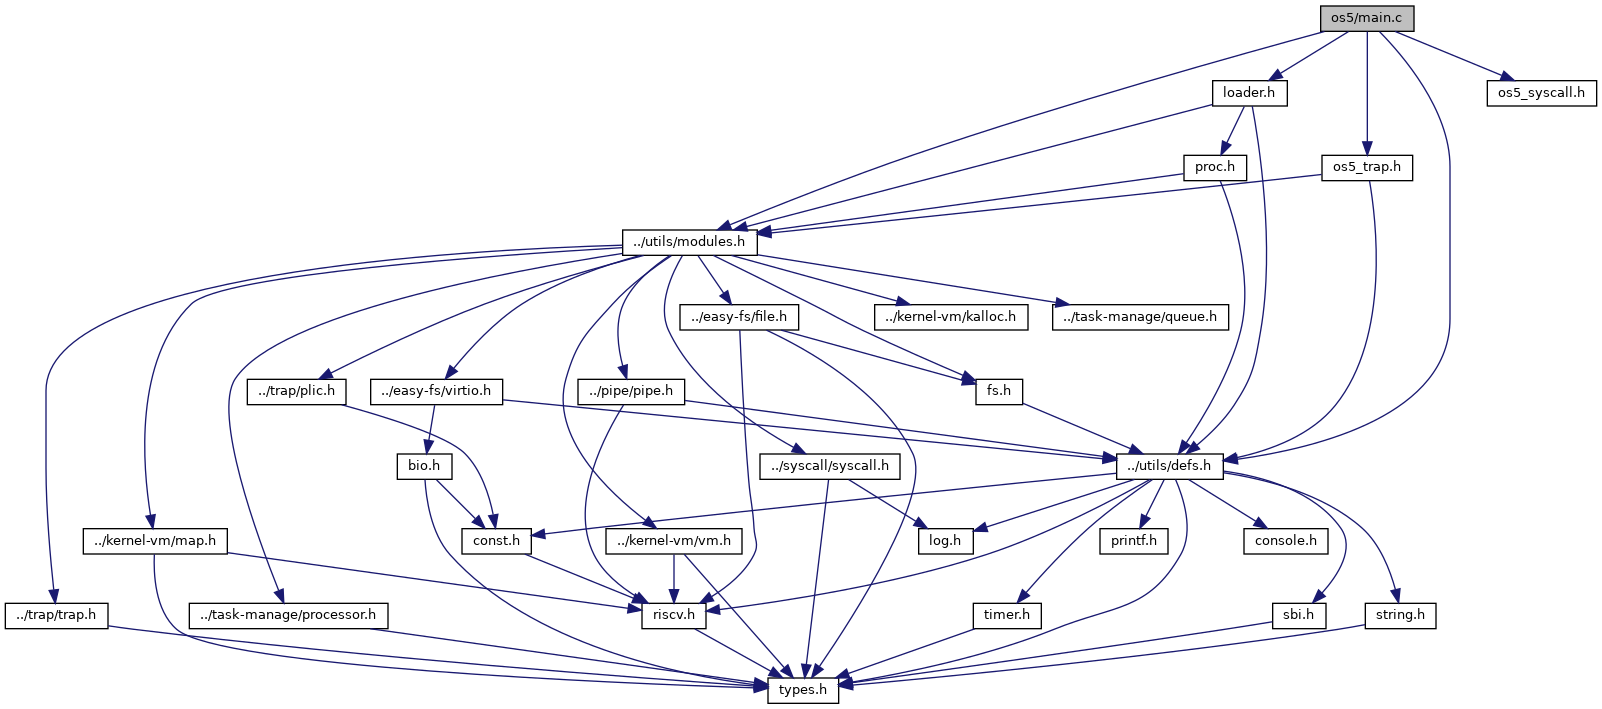 os5/main.c
loader.h
os5_syscall.h
proc.h
os5_trap.h
../utils/modules.h
../easy-fs/file.h
../kernel-vm/kalloc.h
../task-manage/queue.h
../trap/plic.h
../easy-fs/virtio.h
../pipe/pipe.h
fs.h
bio.h
../syscall/syscall.h
../utils/defs.h
../kernel-vm/map.h
const.h
../kernel-vm/vm.h
log.h
printf.h
console.h
../trap/trap.h
../task-manage/processor.h
riscv.h
timer.h
sbi.h
string.h
types.h